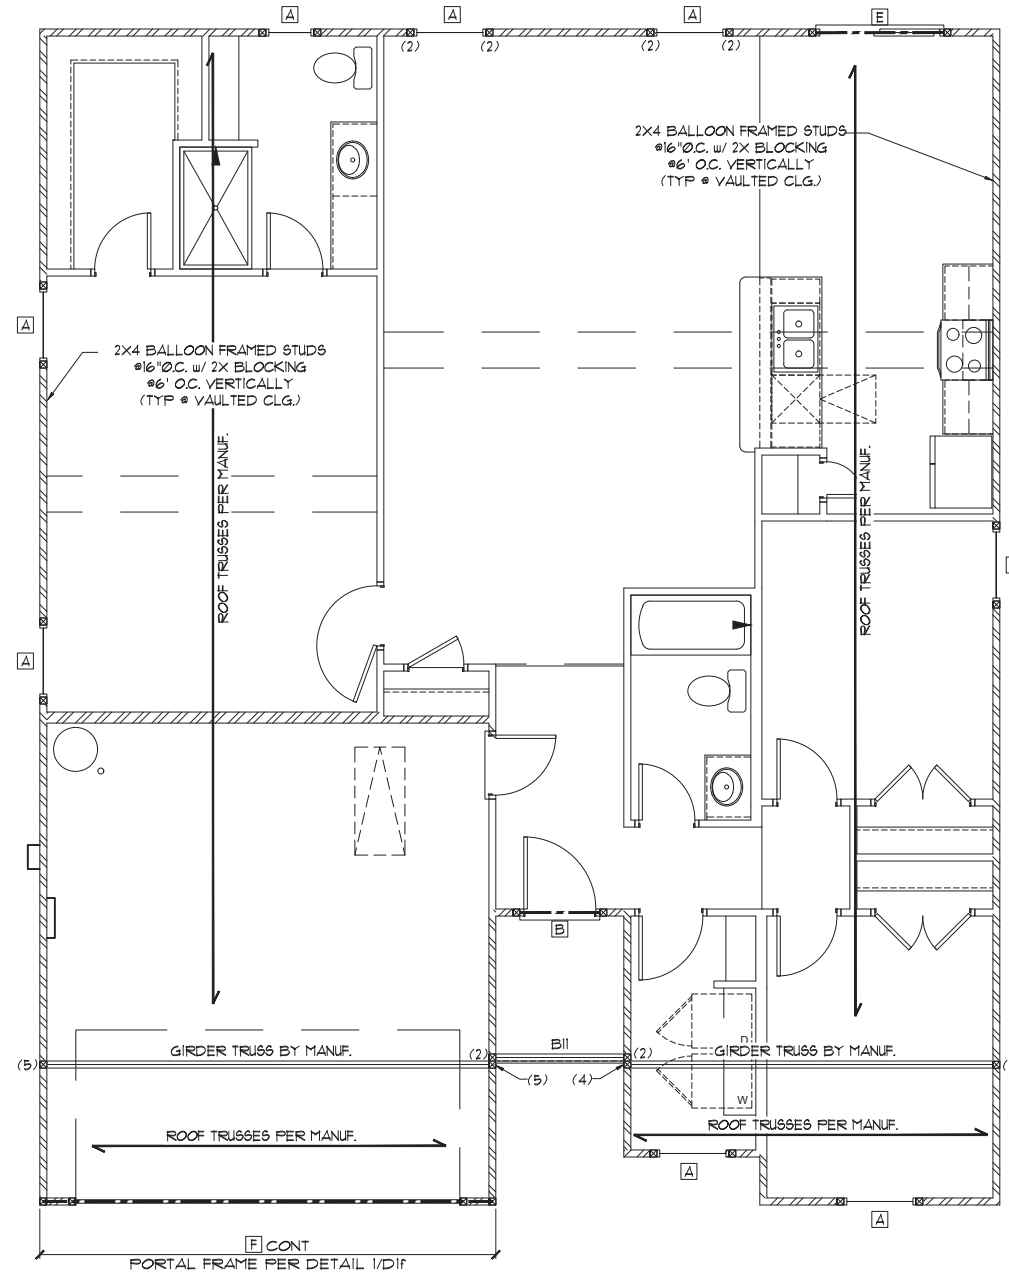 A
A
A
E
(2)
(2)
(2)
(2)
2X4 BALLOON FRAMED STUDS
@16"O.C. w/ 2X BLOCKING
@6' O.C. VERTICALLY
(TYP @ VAULTED CLG.)
A
2X4 BALLOON FRAMED STUDS
@16"O.C. w/ 2X BLOCKING
@6' O.C. VERTICALLY
(TYP @ VAULTED CLG.)
ROOF TRUSSES PER MANUF.
ROOF TRUSSES PER MANUF.
A
B
B11
D
GIRDER TRUSS BY MANUF.
(2)
(2)
GIRDER TRUSS BY MANUF.
(5)
(5)
(4)
W
ROOF TRUSSES PER MANUF.
ROOF TRUSSES PER MANUF.
A
A
F CONT
PORTAL FRAME PER DETAIL 1/D1f